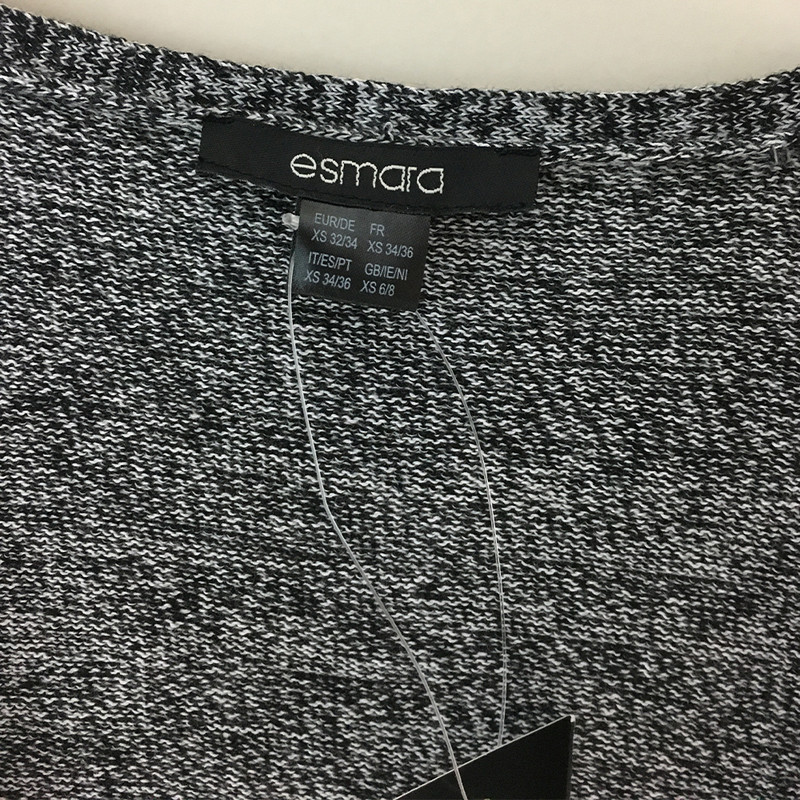 esmara
EUR/DE FR
XS 32/34 XS 34/36
IT/ES/PT GB/IE/NI
XS 34/36 XS 6/8